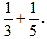 1/3 + 1/5.